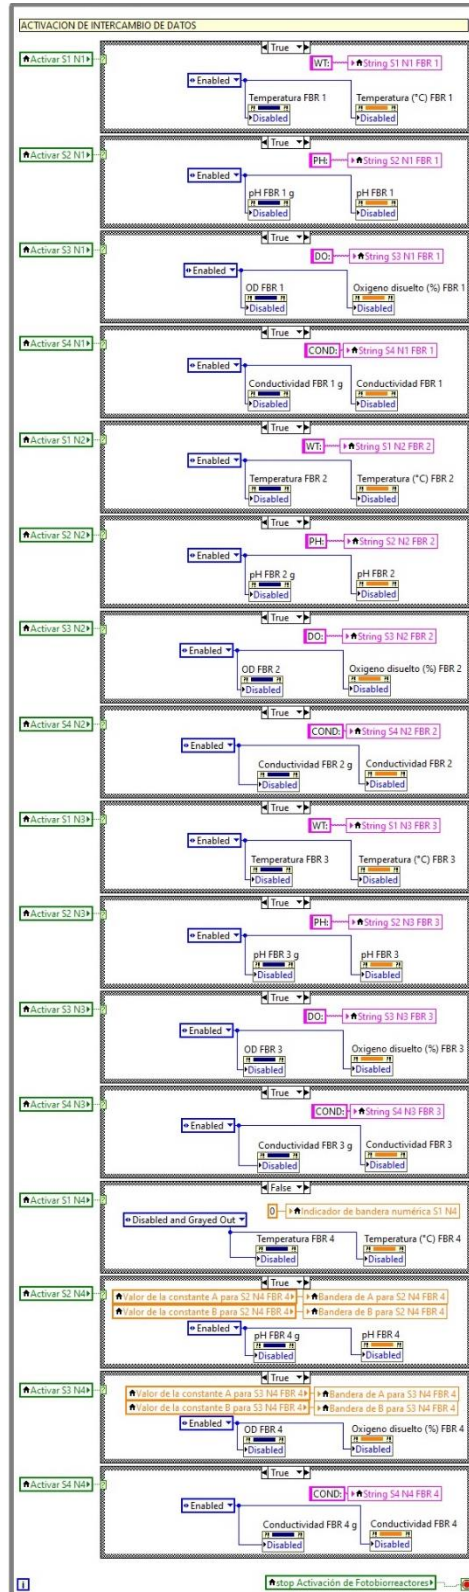 ACTIVACION DE INTERCAMBIO DE DATOS
True
Activar S1 N1
WT: String S1 N1 FBR 1
Enabled
Temperatura FBR 1 Temperatura (°C) FBR 1
Disabled Disabled
True
Activar S2 N1
PH: String S2 N1 FBR 1
Enabled
pH FBR 1 g pH FBR 1
Disabled Disabled
True
Activar S3 N1
DO: String S3 N1 FBR 1
Enabled
OD FBR 1 Oxigeno disuelto (%) FBR 1
Disabled Disabled
True
Activar S4 N1
COND: String S4 N1 FBR 1
Enabled
Conductividad FBR 1 g Conductividad FBR 1
Disabled Disabled
True
Activar S1 N2
WT: String S1 N2 FBR 2
Enabled
Temperatura FBR 2 Temperatura (°C) FBR 2
Disabled Disabled
True
Activar S2 N2
PH: String S2 N2 FBR 2
Enabled
pH FBR 2 g pH FBR 2
Disabled Disabled
True
Activar S3 N2
DO: String S3 N2 FBR 2
Enabled
OD FBR 2 Oxigeno disuelto (%) FBR 2
Disabled Disabled
True
Activar S4 N2
COND: String S4 N2 FBR 2
Enabled
Conductividad FBR 2 g Conductividad FBR 2
Disabled Disabled
True
Activar S1 N3
WT: String S1 N3 FBR 3
Enabled
Temperatura FBR 3 Temperatura (°C) FBR 3
Disabled Disabled
True
Activar S2 N3
PH: String S2 N3 FBR 3
Enabled
pH FBR 3 g pH FBR 3
Disabled Disabled
True
Activar S3 N3
DO: String S3 N3 FBR 3
Enabled
OD FBR 3 Oxigeno disuelto (%) FBR 3
Disabled Disabled
True
Activar S4 N3
COND: String S4 N3 FBR 3
Enabled
Conductividad FBR 3 g Conductividad FBR 3
Disabled Disabled
False
Activar S1 N4
0 Indicador de bandera numérica S1 N4
Disabled and Grayed Out
Temperatura FBR 4 Temperatura (°C) FBR 4
Disabled Disabled
True
Activar S2 N4
Valor de la constante A para S2 N4 FBR 4 Bandera de A para S2 N4 FBR 4
Valor de la constante B para S2 N4 FBR 4 Bandera de B para S2 N4 FBR 4
Enabled
pH FBR 4 g pH FBR 4
Disabled Disabled
True
Activar S3 N4
Valor de la constante A para S3 N4 FBR 4 Bandera de A para S3 N4 FBR 4
Valor de la constante B para S3 N4 FBR 4 Bandera de B para S3 N4 FBR 4
Enabled
OD FBR 4 Oxigeno disuelto (%) FBR 4
Disabled Disabled
True
Activar S4 N4
COND: String S4 N4 FBR 4
Enabled
Conductividad FBR 4 g Conductividad FBR 4
Disabled Disabled
i
stop Activación de Fotobiorreactores